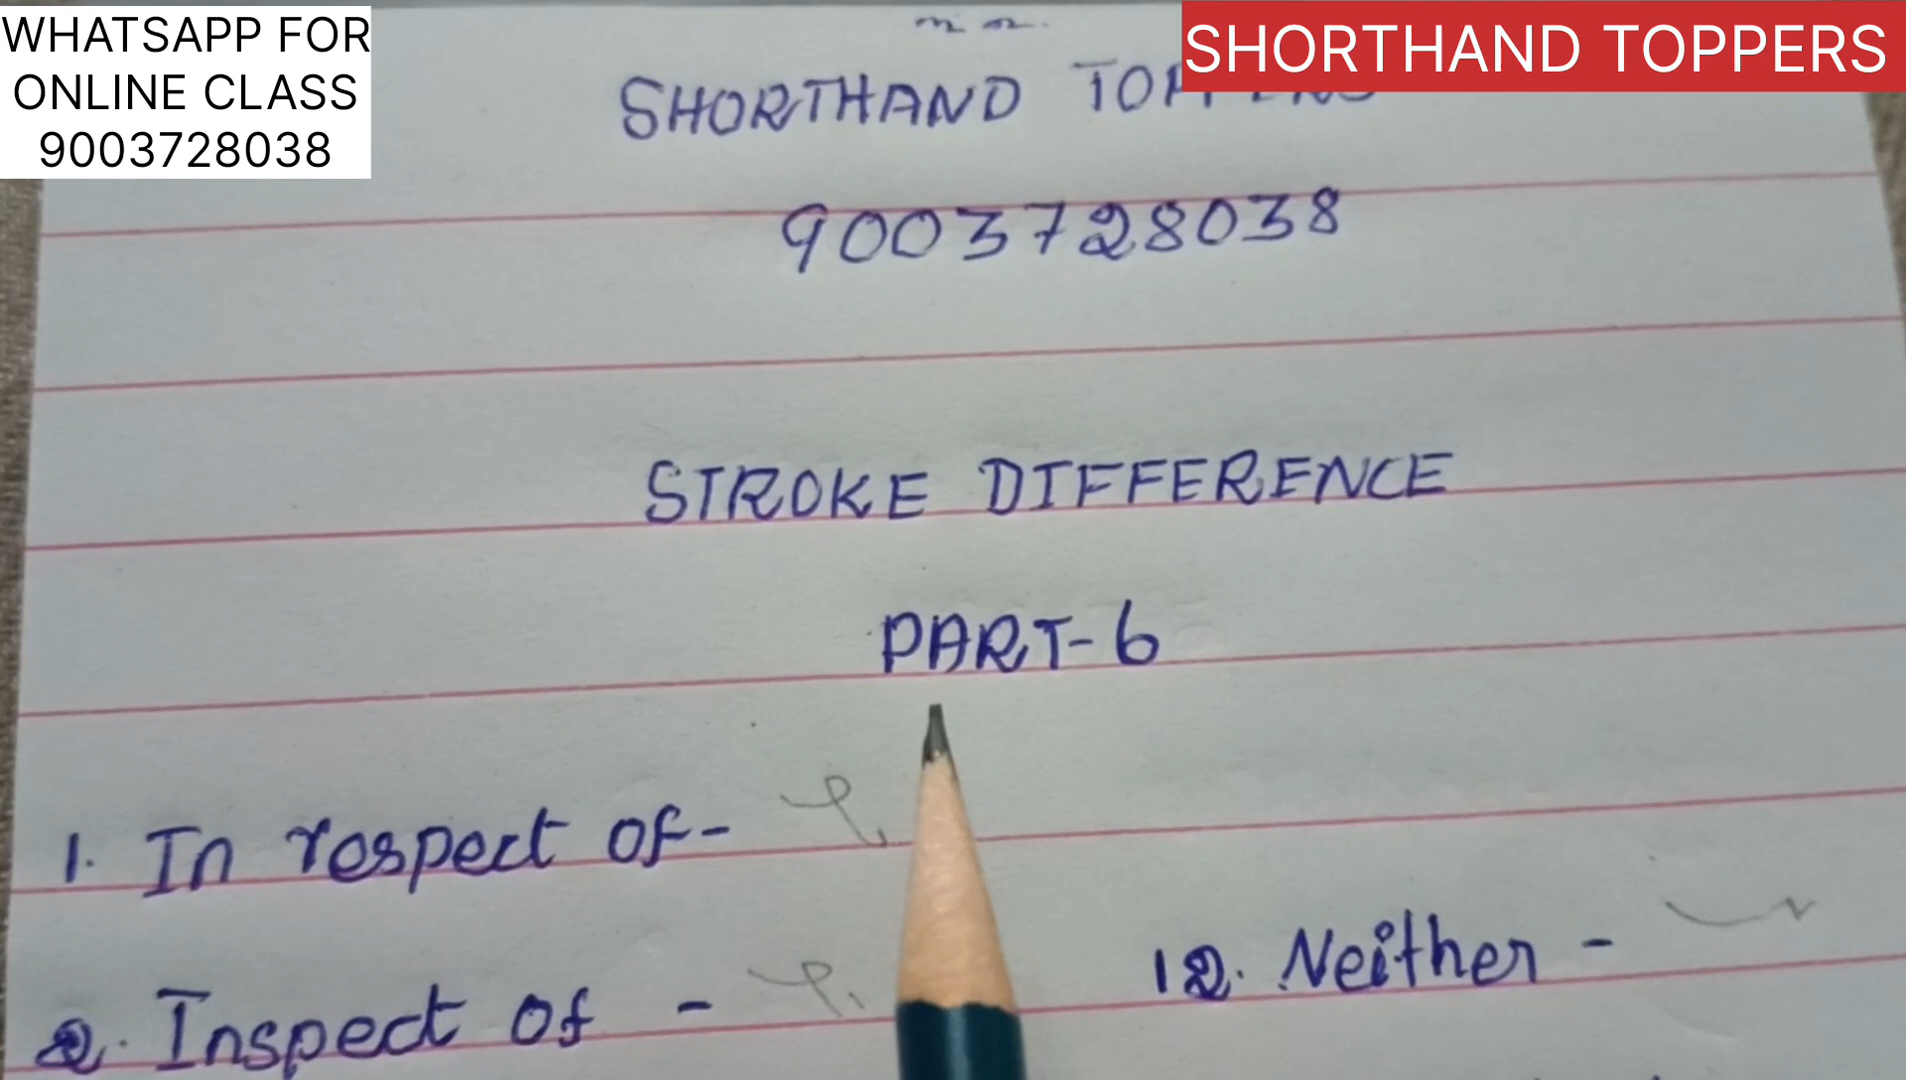 WHATSAPP FOR
ONLINE CLASS
9003728038
SHORTHAND TOPPERS
SHORTHAND TOPPERS
9003728038
STROKE DIFFERENCE
PART-6
1. In respect of -
2. Inspect of -
12. Neither -